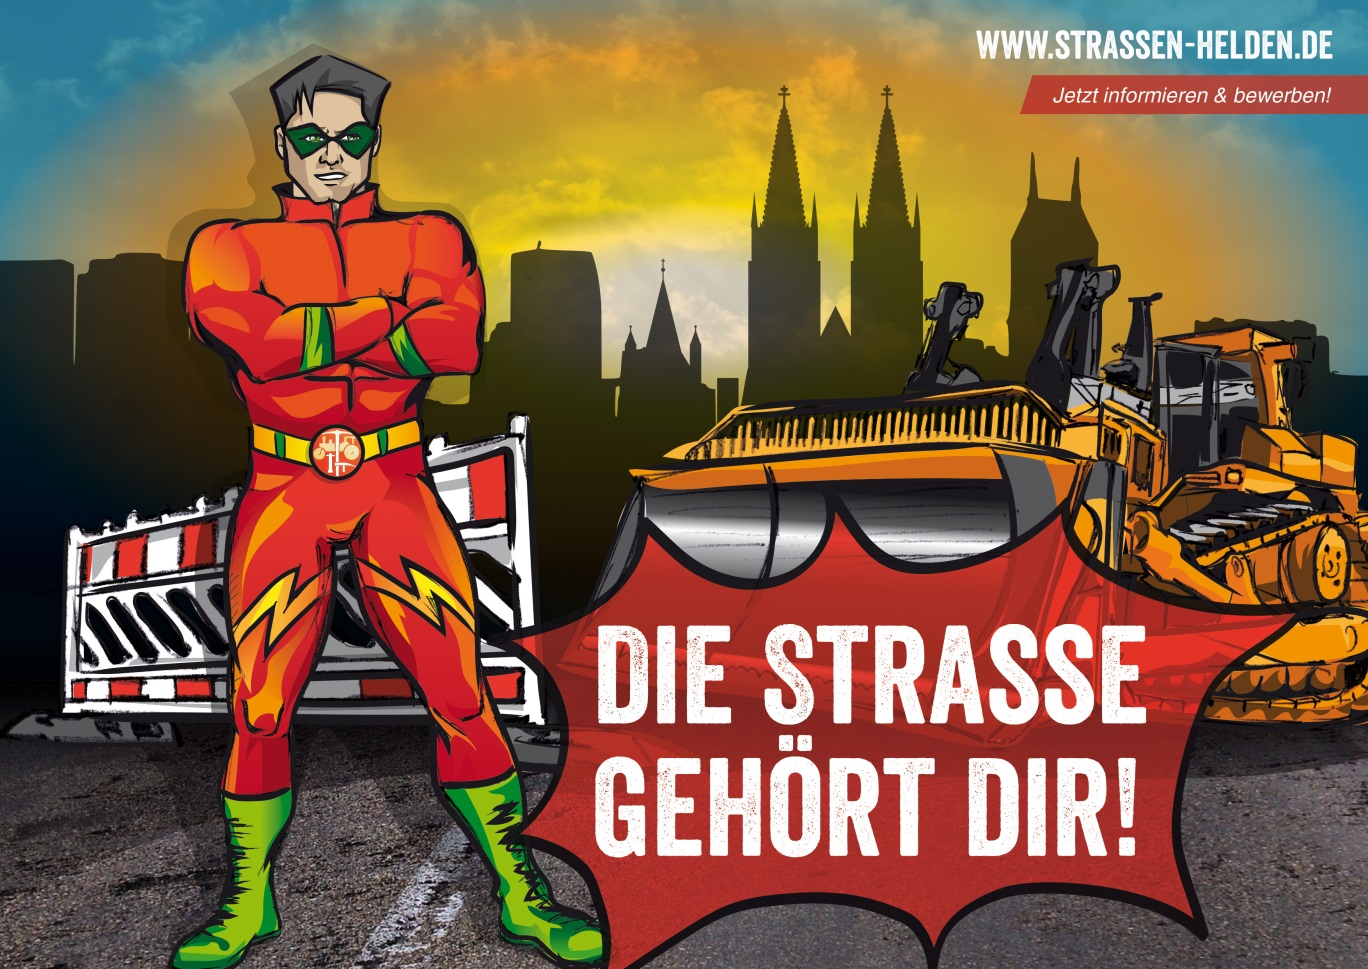 WWW.STRASSEN-HELDEN.DE
Jetzt informieren & bewerben!
DIE STRASSE
GEHÖRT DIR!